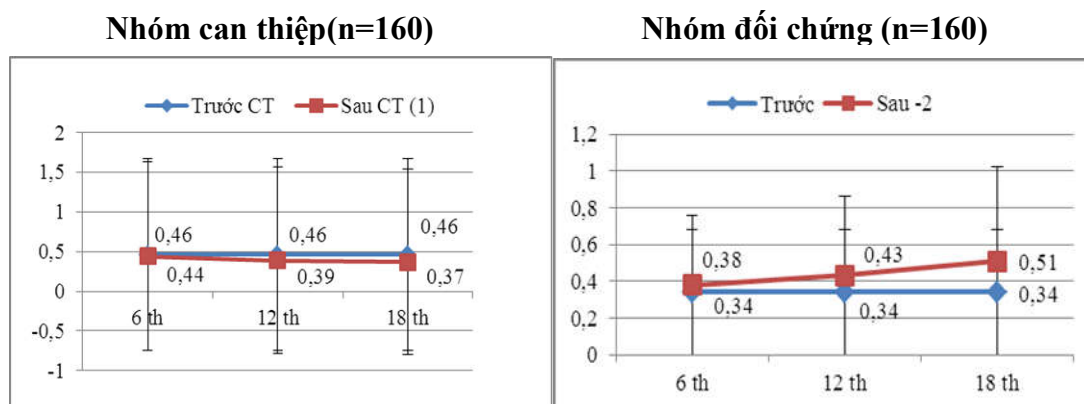 Nhóm can thiệp(n=160)
Nhóm đối chứng (n=160)
Trước CT Sau CT (1)
2
1,5
1
0,5
0
-0,5
-1
0,46 0,46 0,46
0,44 0,39 0,37
6 th 12 th 18 th
Trước Sau -2
1,2
1
0,8
0,6
0,4
0,2
0
0,38 0,43 0,51
0,34 0,34 0,34
6 th 12 th 18 th